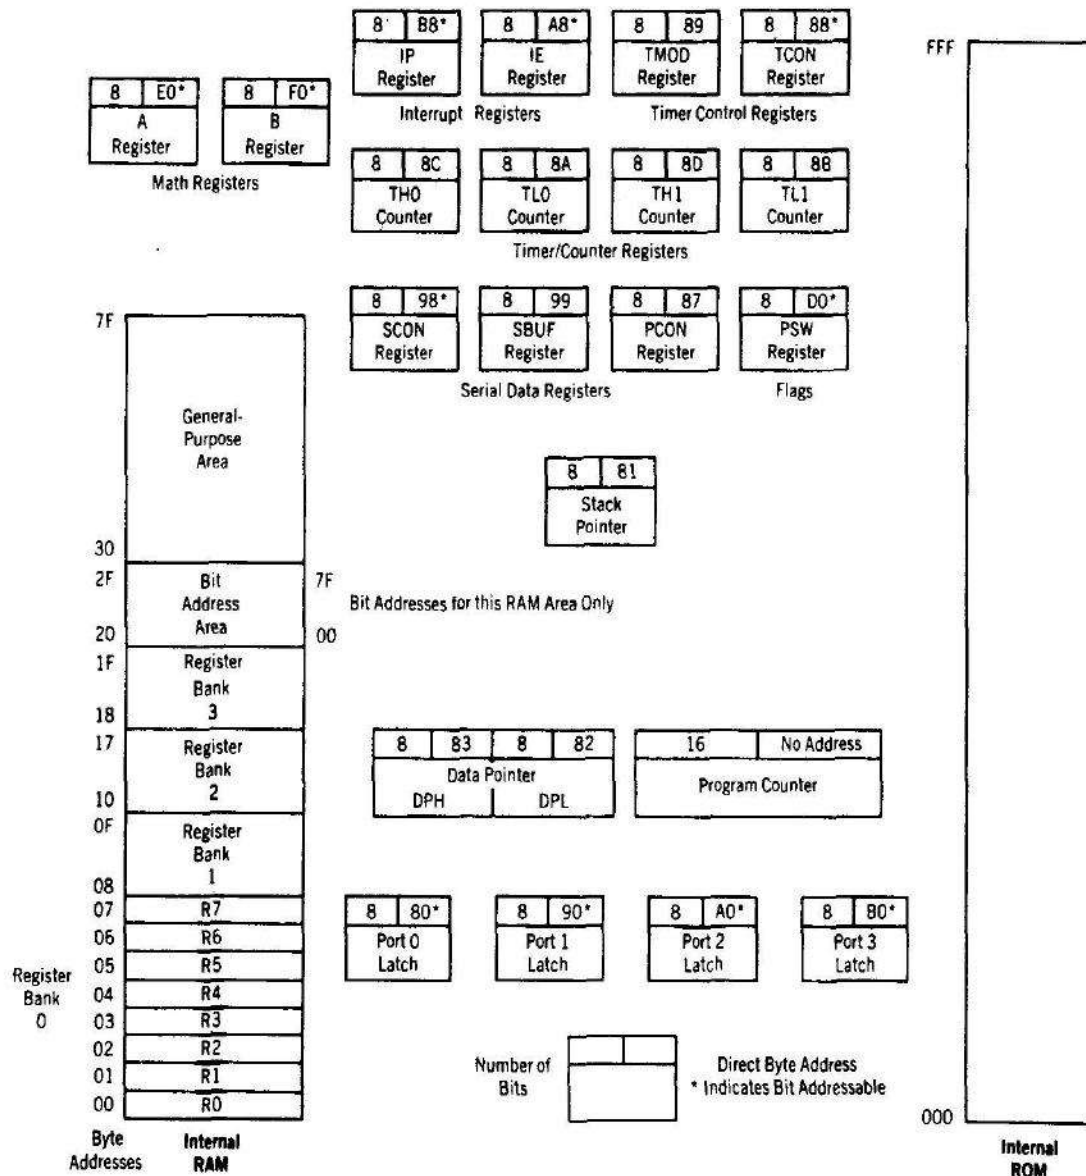 8 B8* 8 A8* 8 89 8 88*
IP Register IE Register TMOD Register TCON Register
Interrupt Registers Timer Control Registers
FFF
8 E0* 8 F0*
A Register B Register
Math Registers
8 8C 8 8A 8 8D 8 8B
TH0 Counter TL0 Counter TH1 Counter TL1 Counter
Timer/Counter Registers
8 98* 8 99 8 87 8 D0*
SCON Register SBUF Register PCON Register PSW Register
Serial Data Registers Flags
7F
General-
Purpose
Area
30
8 81
Stack
Pointer
2F Bit 7F
Address Bit Addresses for this RAM Area Only
20 Area 00
1F Register
Bank
18 3
17 Register
Bank
10 2
8 83 8 82 16 No Address
Data Pointer Program Counter
DPH DPL
0F Register
Bank
08 1
07 R7
06 R6
05 R5
04 R4
03 R3
02 R2
01 R1
00 R0
Register
Bank
0
8 80* 8 90* 8 A0* 8 B0*
Port 0 Port 1 Port 2 Port 3
Latch Latch Latch Latch
Number of Direct Byte Address
Bits * Indicates Bit Addressable
000
Byte Internal
Addresses RAM
Internal
ROM